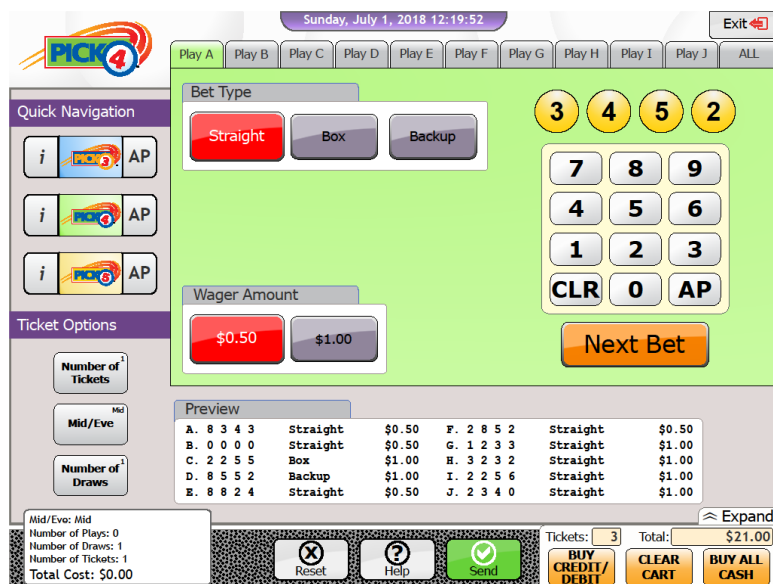 Sunday, July 1, 2018 12:19:52
Exit
PICK 4
Play A Play B Play C Play D Play E Play F Play G Play H Play I Play J ALL
Quick Navigation
i PICK 3 AP
i PICK 4 AP
i PICK 5 AP
Ticket Options
Number of Tickets 1
Mid/Eve Mid
Number of Draws 1
Bet Type
Straight Box Backup
3 4 5 2
7 8 9
4 5 6
1 2 3
CLR 0 AP
Wager Amount
$0.50 $1.00
Next Bet
Preview
A. 8 3 4 3 Straight $0.50 F. 2 8 5 2 Straight $0.50
B. 0 0 0 0 Straight $0.50 G. 1 2 3 3 Straight $1.00
C. 2 2 5 5 Box $1.00 H. 3 2 3 2 Straight $1.00
D. 8 5 5 2 Backup $1.00 I. 2 2 5 6 Straight $1.00
E. 8 8 2 4 Straight $0.50 J. 2 3 4 0 Straight $1.00
Expand
Mid/Evo: Mid
Number of Plays: 0
Number of Draws: 1
Number of Tickets: 1
Total Cost: $0.00
Reset
Help
Send
Tickets: 3 Total: $21.00
BUY CREDIT/ DEBIT
CLEAR CART
BUY ALL CASH